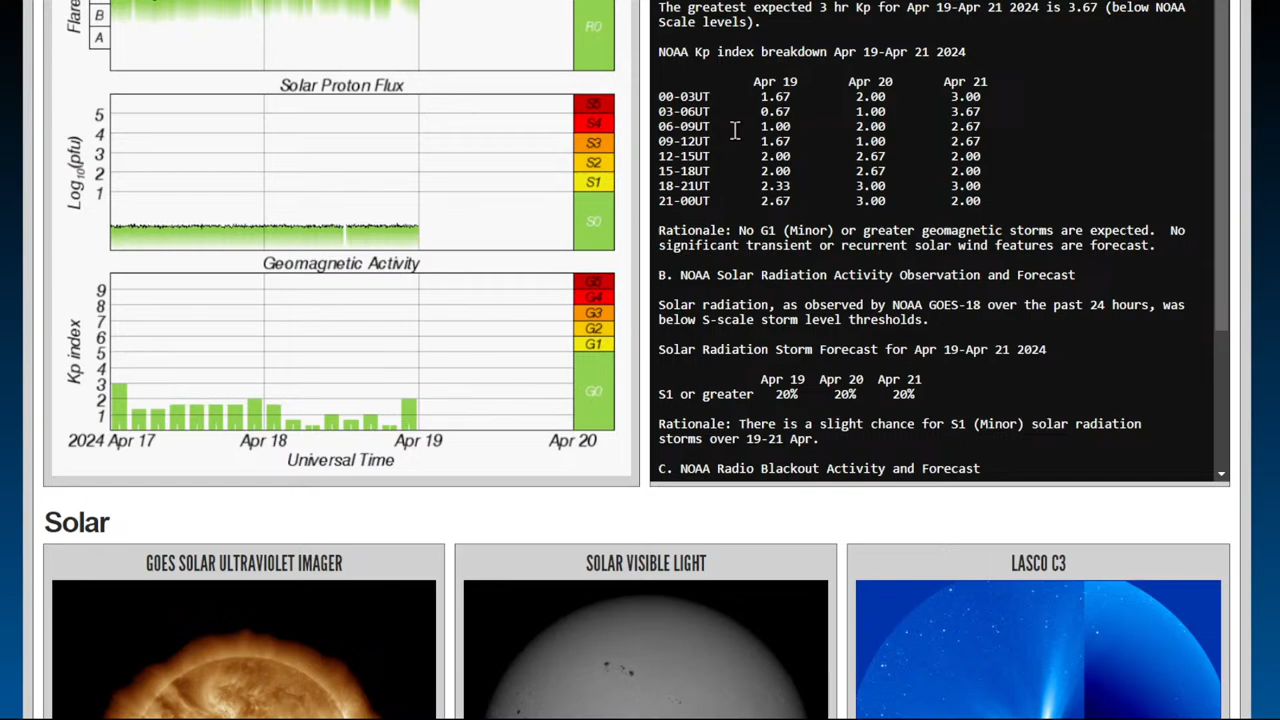 Flare
B
A
R0
Solar Proton Flux
Log10(pfu)
5
4
3
2
1
S5
S4
S3
S2
S1
S0
Geomagnetic Activity
Kp index
9
8
7
6
5
4
3
2
1
G5
G4
G3
G2
G1
G0
2024 Apr 17
Apr 18
Apr 19
Apr 20
Universal Time
The greatest expected 3 hr Kp for Apr 19-Apr 21 2024 is 3.67 (below NOAA
Scale levels).
NOAA Kp index breakdown Apr 19-Apr 21 2024
Apr 19 Apr 20 Apr 21
00-03UT 1.67 2.00 3.00
03-06UT 0.67 1.00 3.67
06-09UT 1.00 2.00 2.67
09-12UT 1.67 1.00 2.67
12-15UT 2.00 2.67 2.00
15-18UT 2.00 2.67 2.00
18-21UT 2.33 3.00 3.00
21-00UT 2.67 3.00 2.00
Rationale: No G1 (Minor) or greater geomagnetic storms are expected. No
significant transient or recurrent solar wind features are forecast.
B. NOAA Solar Radiation Activity Observation and Forecast
Solar radiation, as observed by NOAA GOES-18 over the past 24 hours, was
below S-scale storm level thresholds.
Solar Radiation Storm Forecast for Apr 19-Apr 21 2024
Apr 19 Apr 20 Apr 21
S1 or greater 20% 20% 20%
Rationale: There is a slight chance for S1 (Minor) solar radiation
storms over 19-21 Apr.
C. NOAA Radio Blackout Activity and Forecast
Solar
GOES SOLAR ULTRAVIOLET IMAGER
SOLAR VISIBLE LIGHT
LASCO C3